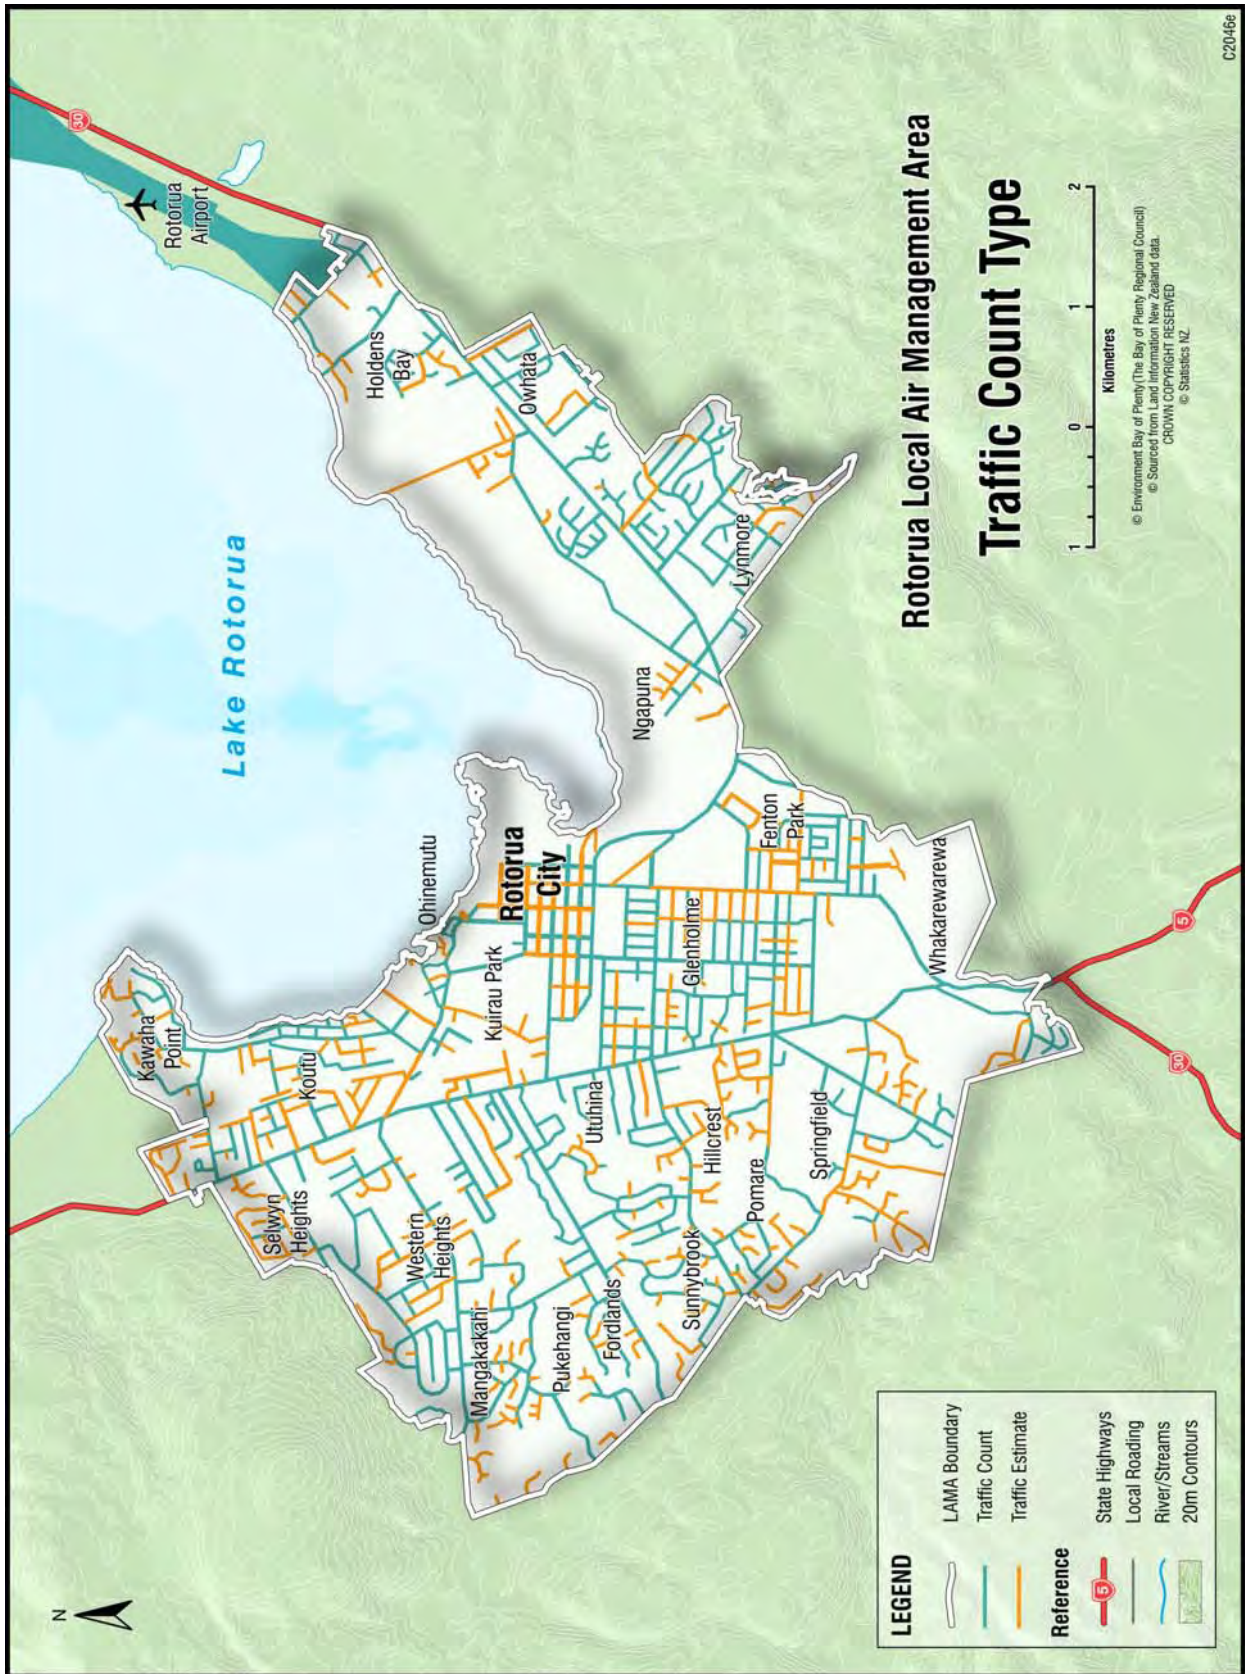 N
Lake Rotorua
30
Rotorua
Airport
Kawaha
Point
Koutu
Selwyn
Heights
Ohinemutu
Rotorua
City
Kuirau Park
Western
Heights
Mangakakahi
Pukehangi
Fordlands
Utuhina
Sunnybrook
Hillcrest
Pomare
Springfield
Glenholme
Fenton
Park
Whakarewarewa
Ngapuna
Lynmore
Owhata
Holdens
Bay
5
30
LEGEND
LAMA Boundary
Traffic Count
Traffic Estimate
Reference
5
State Highways
Local Roading
River/Streams
20m Contours
Rotorua Local Air Management Area
Traffic Count Type
1 0 1 2
Kilometres
© Environment Bay of Plenty(The Bay of Plenty Regional Council)
© Sourced from Land Information New Zealand data.
CROWN COPYRIGHT RESERVED
© Statistics NZ.
C2046e